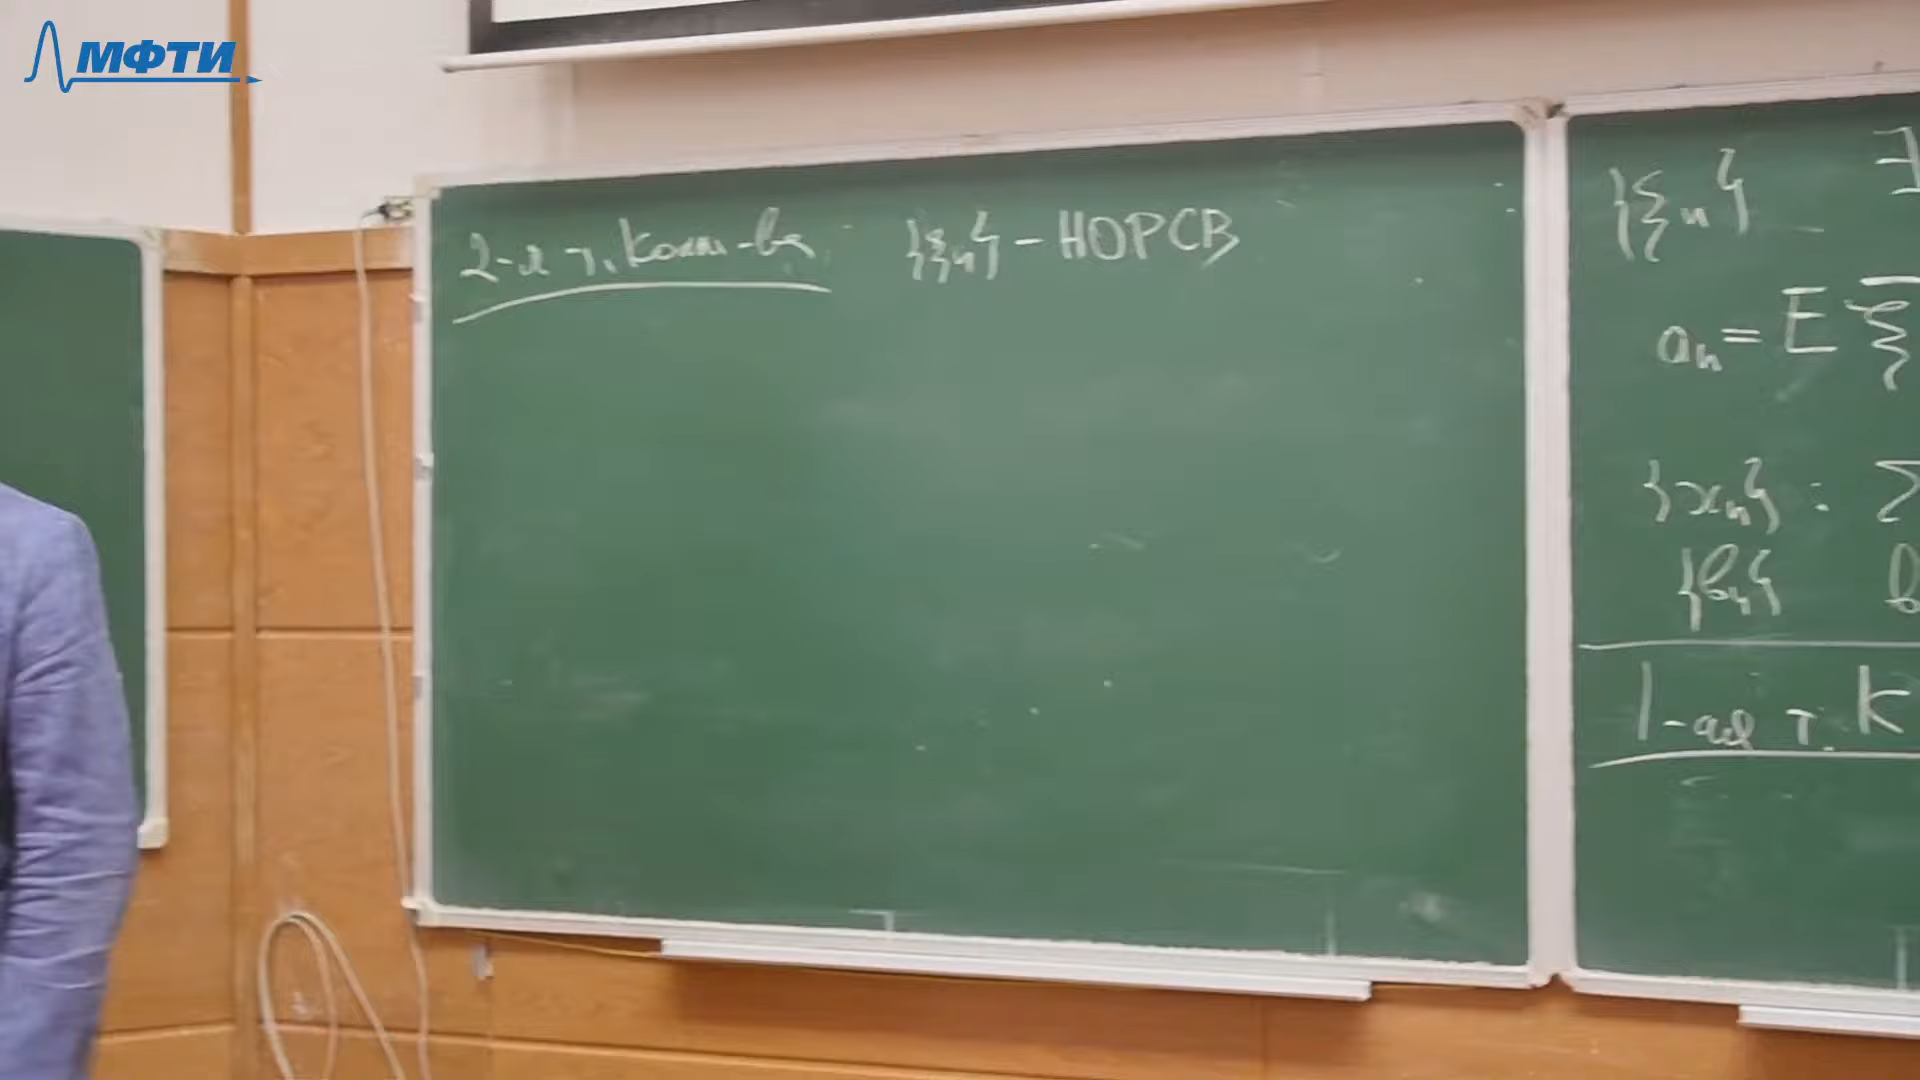 МФТИ
2-я т. Колм-ва {ξₙ} - НОРСВ
{ξₙ} ∃
aₙ = E ξ
{xₙ} : Σ
{bₙ} b
1-ая т. К